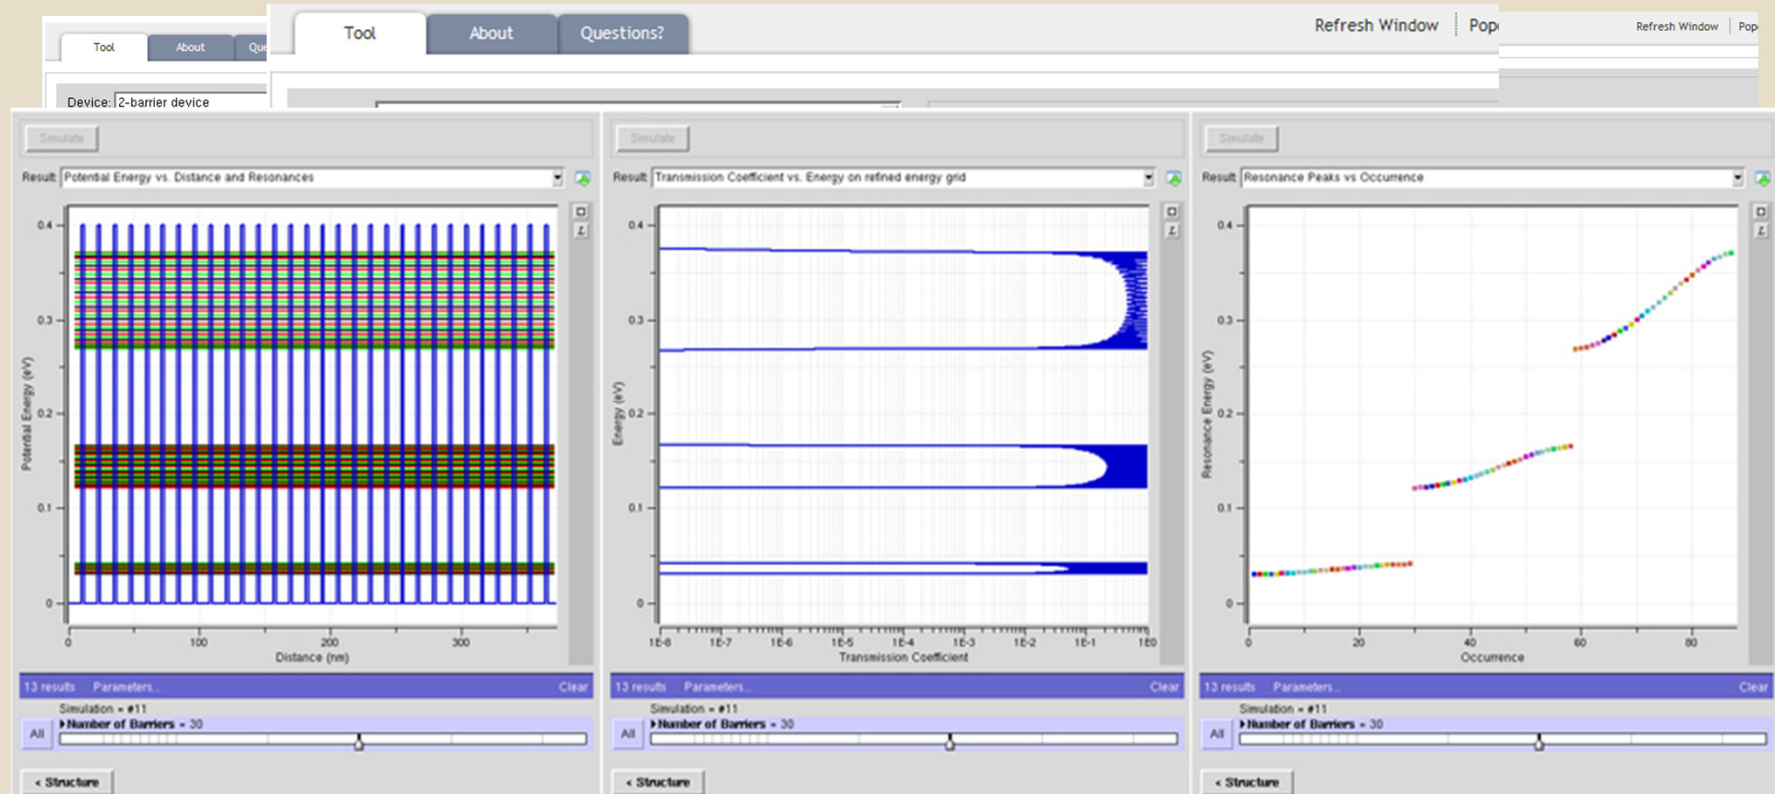 Tool About Que
Tool About Questions? Refresh Window Pop
Refresh Window Pop
Device: 2-barrier device
Simulate
Result: Potential Energy vs. Distance and Resonances
Potential Energy (eV)
0.4
0.3
0.2
0.1
0
0 100 200 300
Distance (nm)
13 results Parameters... Clear
Simulation = #11
All
Number of Barriers = 30
< Structure
Simulate
Result: Transmission Coefficient vs. Energy on refined energy grid
Energy (eV)
0.4
0.3
0.2
0.1
0
1E-8 1E-7 1E-6 1E-5 1E-4 1E-3 1E-2 1E-1 1E0
Transmission Coefficient
13 results Parameters... Clear
Simulation = #11
All
Number of Barriers = 30
< Structure
Simulate
Result: Resonance Peaks vs Occurrence
Resonance Energy (eV)
0.4
0.3
0.2
0.1
0
0 20 40 60 80
Occurrence
13 results Parameters... Clear
Simulation = #11
All
Number of Barriers = 30
< Structure